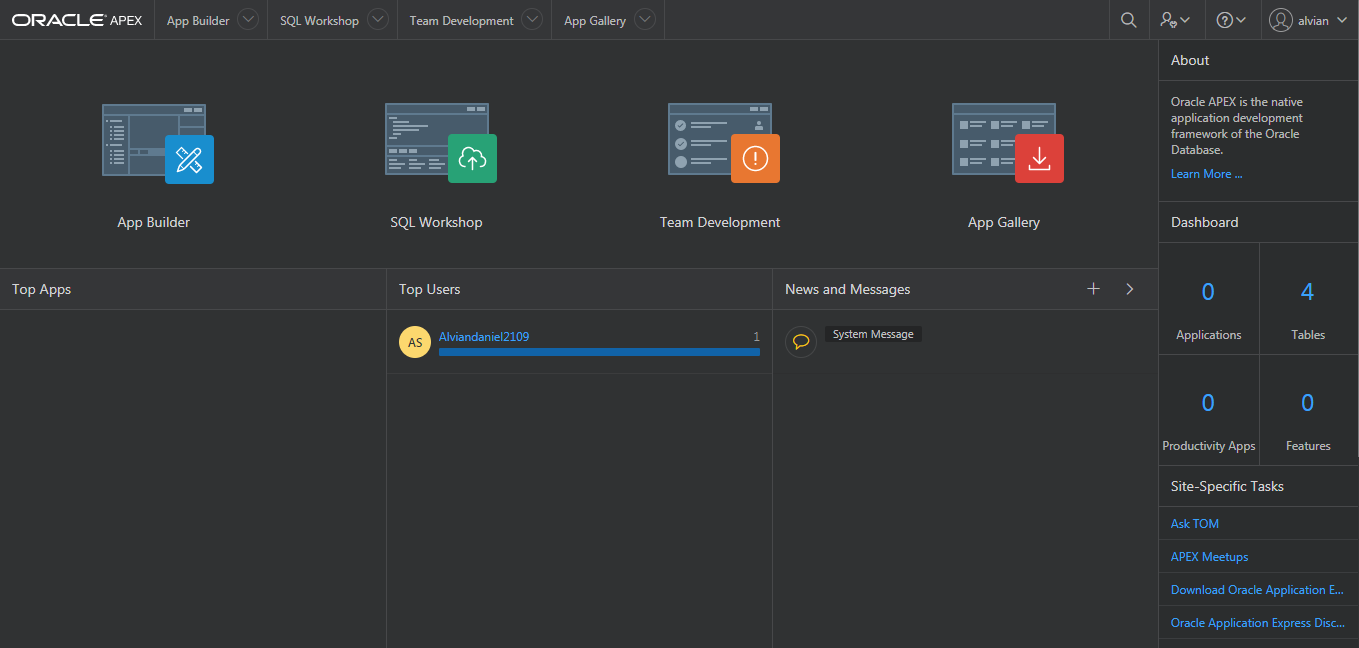 ORACLE APEX App Builder SQL Workshop Team Development App Gallery alvian
App Builder
SQL Workshop
Team Development
App Gallery
Top Apps
Top Users
AS
Alviandaniel2109 1
News and Messages
System Message
About
Oracle APEX is the native
application development
framework of the Oracle
Database.
Learn More ...
Dashboard
0
Applications
4
Tables
0
Productivity Apps
0
Features
Site-Specific Tasks
Ask TOM
APEX Meetups
Download Oracle Application E...
Oracle Application Express Disc...